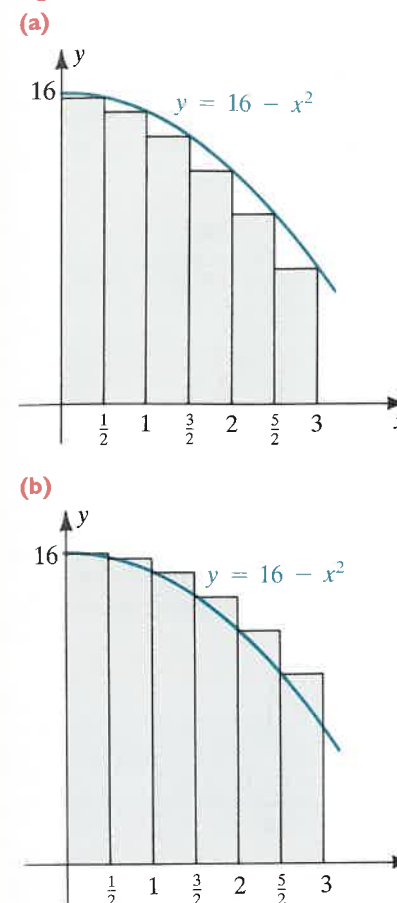 (a)
y
16
y = 16 − x²
½ 1 3/2 2 5/2 3
(b)
y
16
y = 16 − x²
½ 1 3/2 2 5/2 3